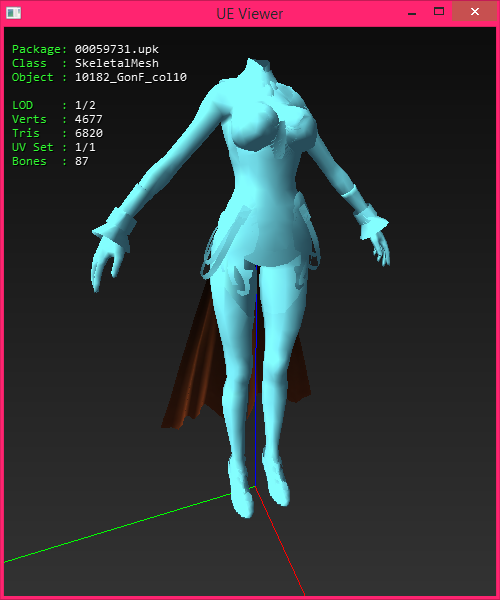 UE Viewer
Package: 00059731.upk
Class  : SkeletalMesh
Object : 10182_GonF_col10
LOD    : 1/2
Verts  : 4677
Tris   : 6820
UV Set : 1/1
Bones  : 87